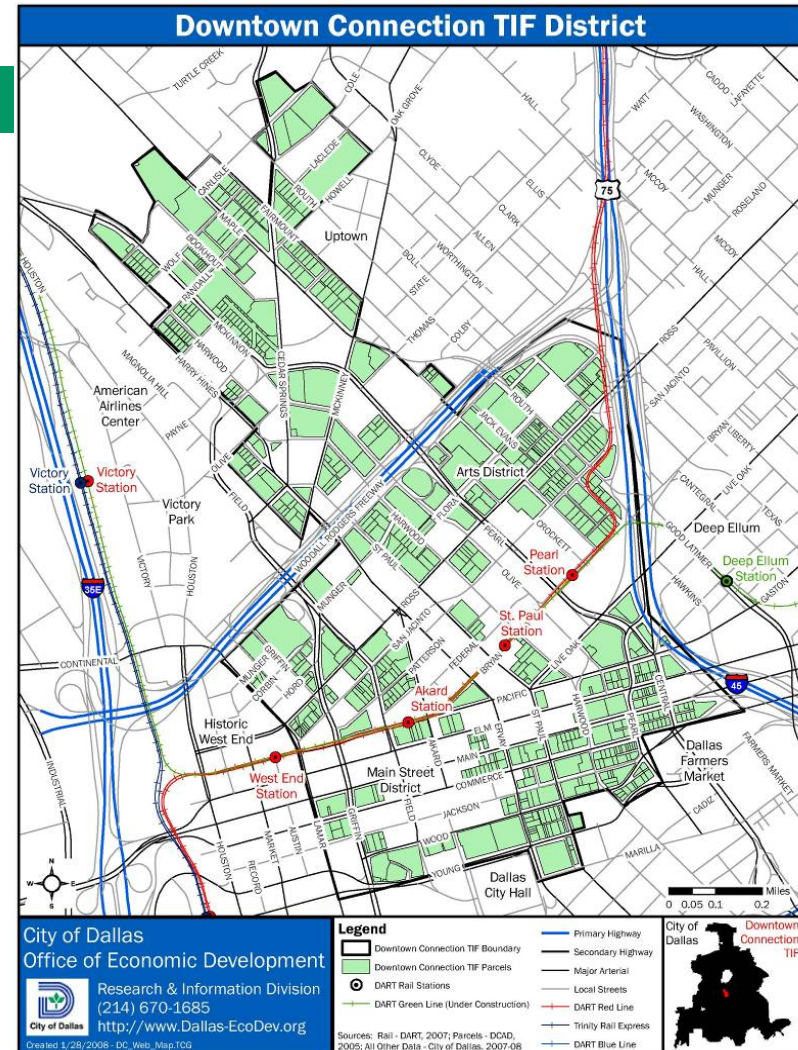 Downtown Connection TIF District
TURTLE CREEK
COLE
OAK GROVE
HALL
WATT
CADDO
LAFAYETTE
WASHINGTON
CLYDE
LACLEDE
ROUTH
HOWELL
CARLISLE
MAPLE
FAIRMOUNT
Uptown
ELLIS
CLARK
ALLEN
WORTHINGTON
BOLL
STATE
THOMAS
COLBY
75
MCCOY
MUNGER
ROSELAND
MCCOY
HALL
HOUSTON
WOLF
BOOKHOUT
RANDALL
MCKINNON
HARWOOD
HARRY HINES
MAGNOLIA HILL
CEDAR SPRINGS
MCKINNEY
ROSS
PAVILLION
SAN JACINTO
American
Airlines
Center
PAYNE
ROUTH
JACK EVANS
BRYAN
LIBERTY
Arts District
OLIVE
FIELD
Victory
Station
Victory
Station
Victory
Park
WOODALL RODGERS FREEWAY
FLORA
HARWOOD
ST PAUL
PEARL
CROCKETT
CANTEGRAL
LIVE OAK
TEXAS
Deep Ellum
GOOD LATIMER
VICTORY
HOUSTON
35E
MUNGER
ROSS
OLIVE
Pearl
Station
HAWKINS
Deep Ellum
Station
GASTON
St. Paul
Station
SAN JACINTO
PATTERSON
FEDERAL
BRYAN
LIVE OAK
CONTINENTAL
MUNGER
GRIFFIN
CORBIN
HORD
45
Akard
Station
PACIFIC
Historic
West End
ELM
MAIN
COMMERCE
AKARD
ERVAY
ST PAUL
HARWOOD
PEARL
CENTRAL
West End
Station
Main Street
District
Dallas
Farmers
Market
FARMERS MARKET
INDUSTRIAL
JACKSON
FIELD
WOOD
YOUNG
CADIZ
MARILLA
HOUSTON
RECORD
MARKET
AUSTIN
LAMAR
GRIFFIN
Dallas
City Hall
N
W E
S
Miles
0 0.05 0.1 0.2
City of Dallas
Office of Economic Development
Research & Information Division
(214) 670-1685
http://www.Dallas-EcoDev.org
City of Dallas
Created 1/28/2008 - DC_Web_Map.TCG
Legend
Downtown Connection TIF Boundary
Downtown Connection TIF Parcels
DART Rail Stations
DART Green Line (Under Construction)
Sources: Rail - DART, 2007; Parcels - DCAD,
2005; All Other Data - City of Dallas, 2007-08
Primary Highway
Secondary Highway
Major Arterial
Local Streets
DART Red Line
Trinity Rail Express
DART Blue Line
City of
Dallas
Downtown
Connection
TIF